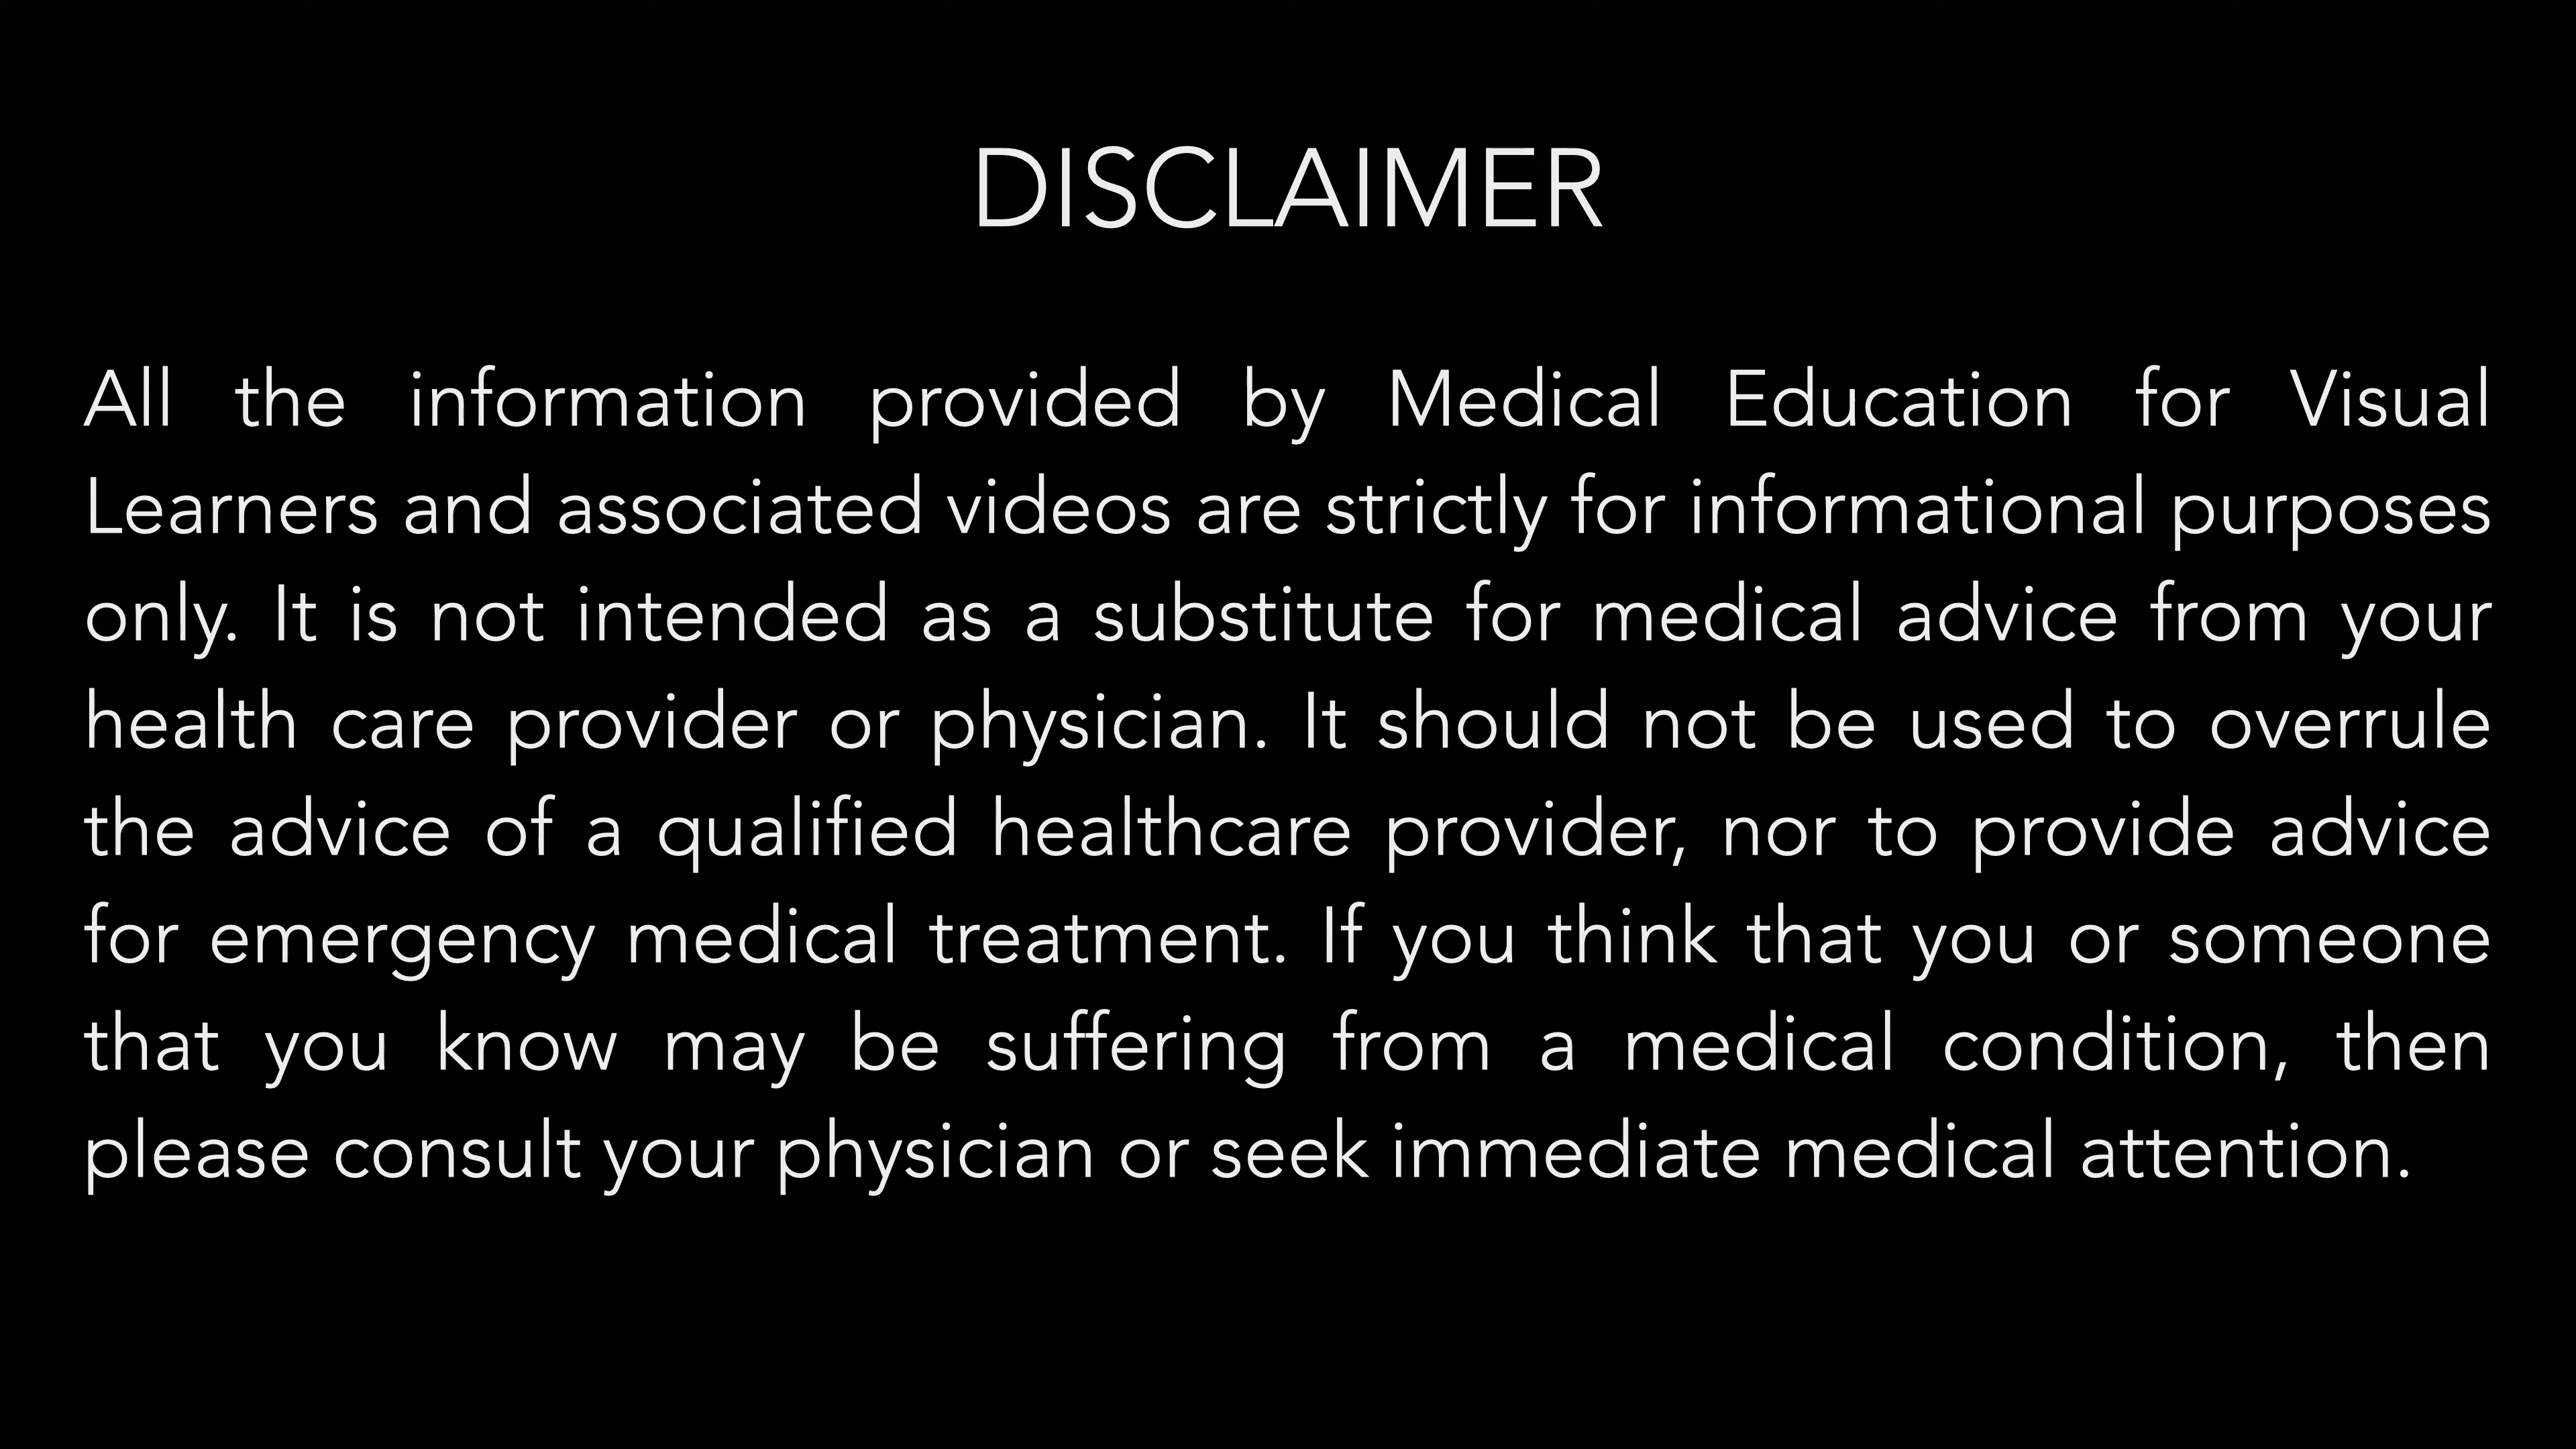 DISCLAIMER
All the information provided by Medical Education for Visual
Learners and associated videos are strictly for informational purposes
only. It is not intended as a substitute for medical advice from your
health care provider or physician. It should not be used to overrule
the advice of a qualified healthcare provider, nor to provide advice
for emergency medical treatment. If you think that you or someone
that you know may be suffering from a medical condition, then
please consult your physician or seek immediate medical attention.